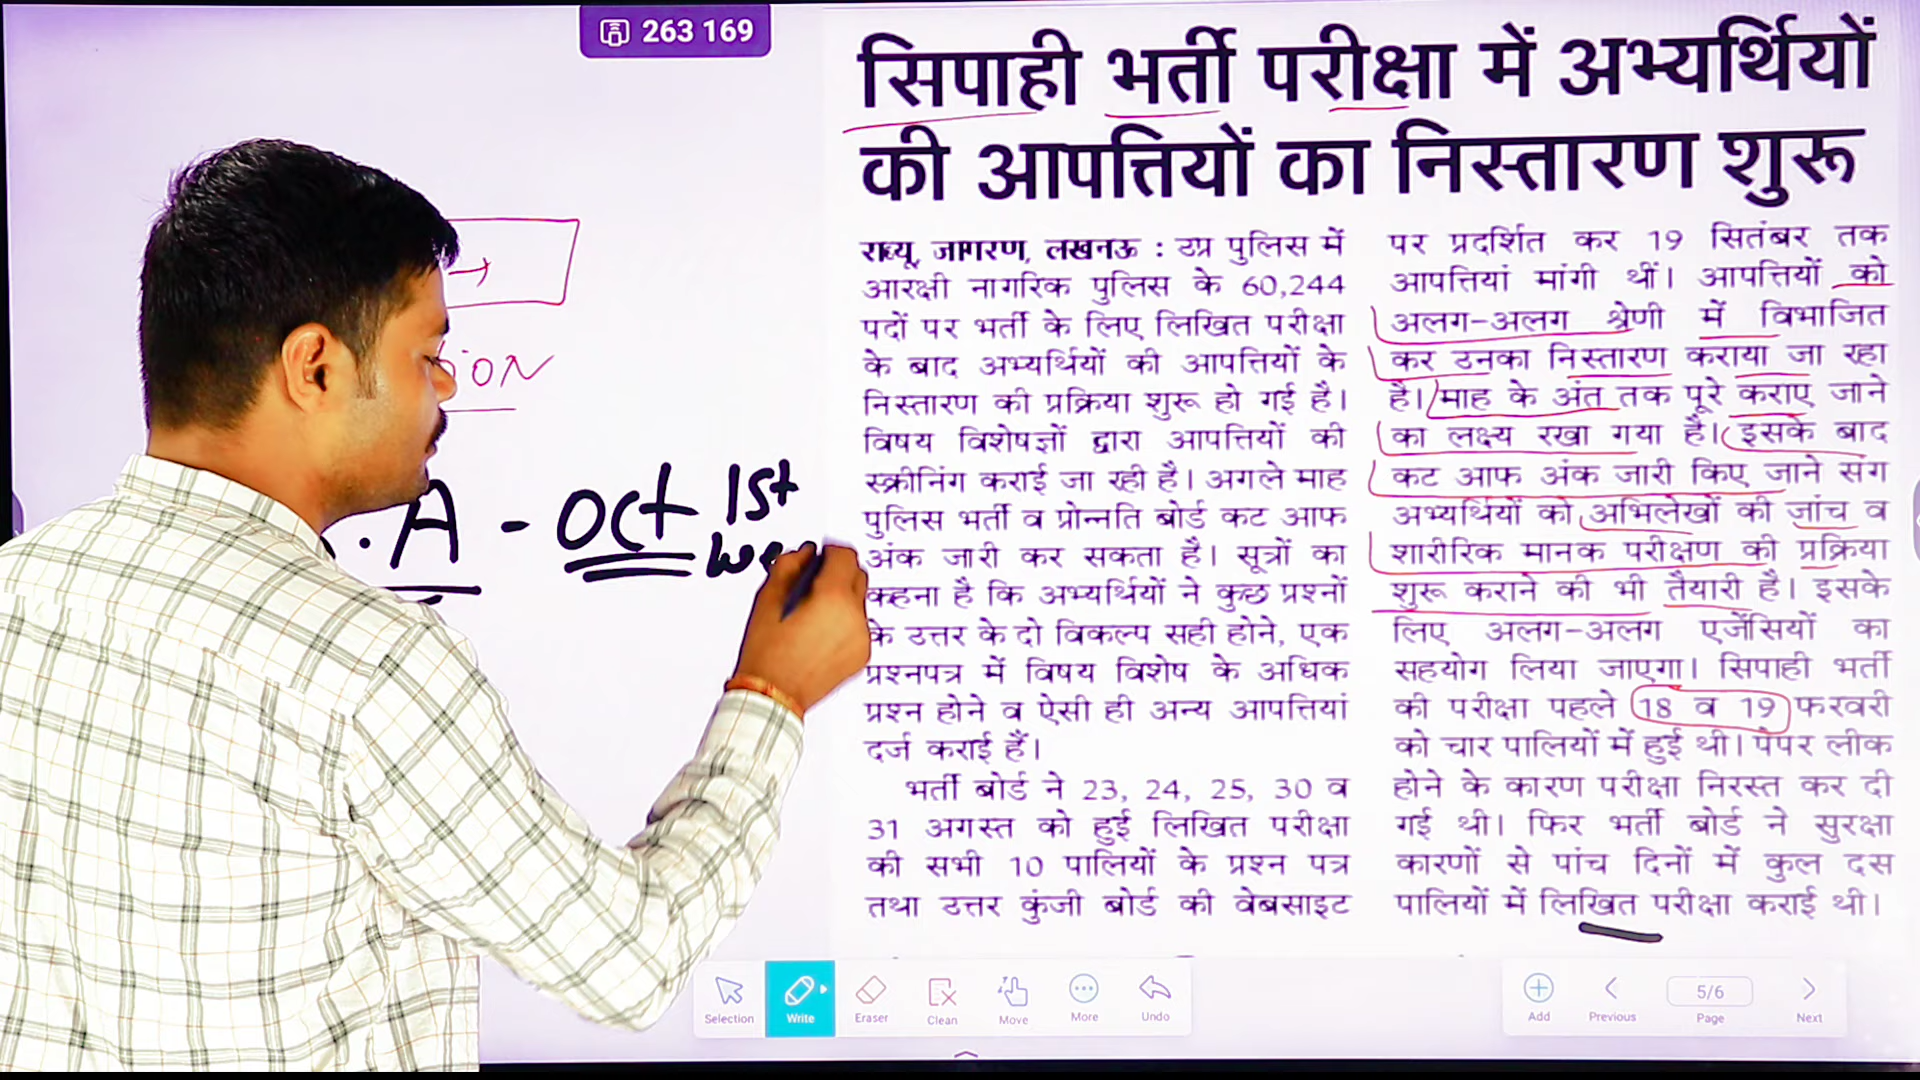 263 169
सिपाही भर्ती परीक्षा में अभ्यर्थियों
की आपत्तियों का निस्तारण शुरू
राब्यू, जागरण, लखनऊ : उप्र पुलिस में
आरक्षी नागरिक पुलिस के 60,244
पदों पर भर्ती के लिए लिखित परीक्षा
के बाद अभ्यर्थियों की आपत्तियों के
निस्तारण की प्रक्रिया शुरू हो गई है।
विषय विशेषज्ञों द्वारा आपत्तियों की
स्क्रीनिंग कराई जा रही है। अगले माह
पुलिस भर्ती व प्रोन्नति बोर्ड कट आफ
अंक जारी कर सकता है। सूत्रों का
कहना है कि अभ्यर्थियों ने कुछ प्रश्नों
के उत्तर के दो विकल्प सही होने, एक
प्रश्नपत्र में विषय विशेष के अधिक
प्रश्न होने व ऐसी ही अन्य आपत्तियां
दर्ज कराई हैं।
भर्ती बोर्ड ने 23, 24, 25, 30 व
31 अगस्त को हुई लिखित परीक्षा
की सभी 10 पालियों के प्रश्न पत्र
तथा उत्तर कुंजी बोर्ड की वेबसाइट
पर प्रदर्शित कर 19 सितंबर तक
आपत्तियां मांगी थीं। आपत्तियों को
अलग-अलग श्रेणी में विभाजित
कर उनका निस्तारण कराया जा रहा
है। माह के अंत तक पूरे कराए जाने
का लक्ष्य रखा गया है। इसके बाद
कट आफ अंक जारी किए जाने संग
अभ्यर्थियों को अभिलेखों की जांच व
शारीरिक मानक परीक्षण की प्रक्रिया
शुरू कराने की भी तैयारी है। इसके
लिए अलग-अलग एजेंसियों का
सहयोग लिया जाएगा। सिपाही भर्ती
की परीक्षा पहले 18 व 19 फरवरी
को चार पालियों में हुई थी। पेपर लीक
होने के कारण परीक्षा निरस्त कर दी
गई थी। फिर भर्ती बोर्ड ने सुरक्षा
कारणों से पांच दिनों में कुल दस
पालियों में लिखित परीक्षा कराई थी।
. A - Oct 1st
Selection Write Eraser Clean Move More Undo
Add Previous 5/6 Page Next